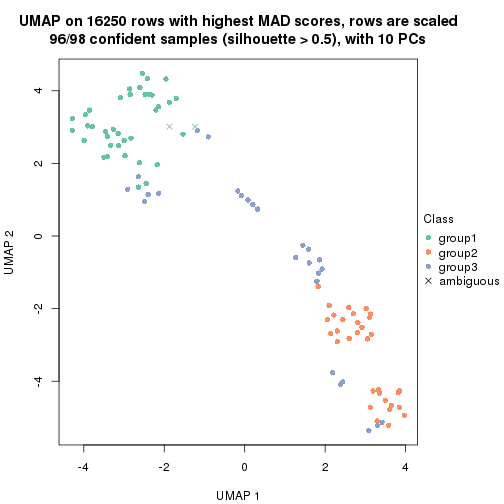 UMAP on 16250 rows with highest MAD scores, rows are scaled
96/98 confident samples (silhouette > 0.5), with 10 PCs
4
2
0
-2
-4
UMAP 2
-4
-2
0
2
4
UMAP 1
Class
group1
group2
group3
ambiguous